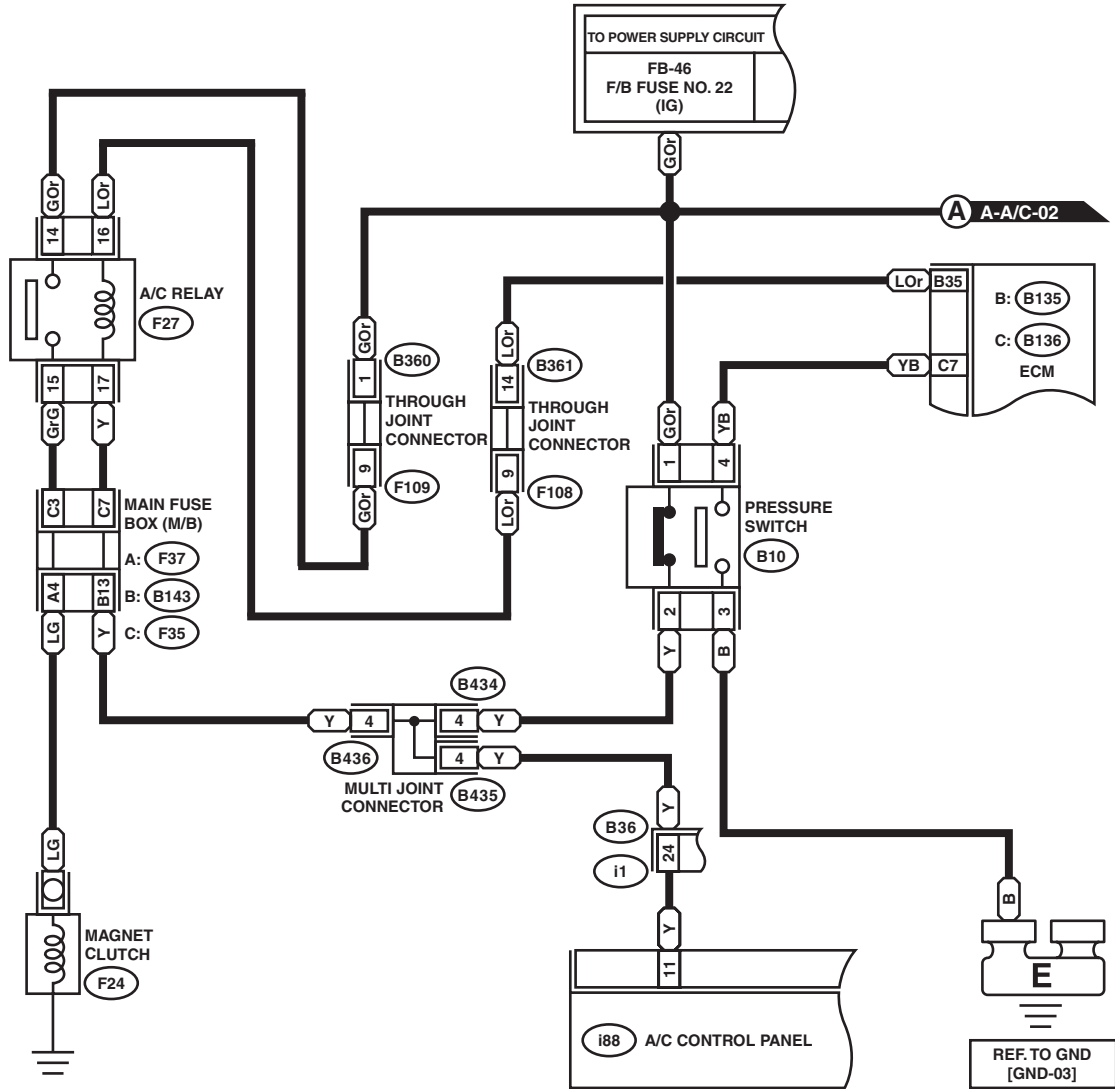 TO POWER SUPPLY CIRCUIT
FB-46
F/B FUSE NO. 22
(IG)
GOr
A
A-A/C-02
GOr
LOr
14
16
A/C RELAY
F27
15
17
GrG
Y
C3
C7
MAIN FUSE
BOX (M/B)
A: F37
B: B143
C: F35
A4
B13
LG
Y
GOr
1
B360
THROUGH
JOINT
CONNECTOR
9
F109
GOr
LOr
14
B361
THROUGH
JOINT
CONNECTOR
9
F108
LOr
LOr
B35
B: B135
C: B136
ECM
YB
C7
GOr
YB
1
4
PRESSURE
SWITCH
B10
2
3
Y
B
B434
Y
4
4
Y
B436
4
Y
MULTI JOINT
CONNECTOR
B435
Y
B36
24
i1
Y
11
i88
A/C CONTROL PANEL
LG
MAGNET
CLUTCH
F24
B
E
REF. TO GND
[GND-03]